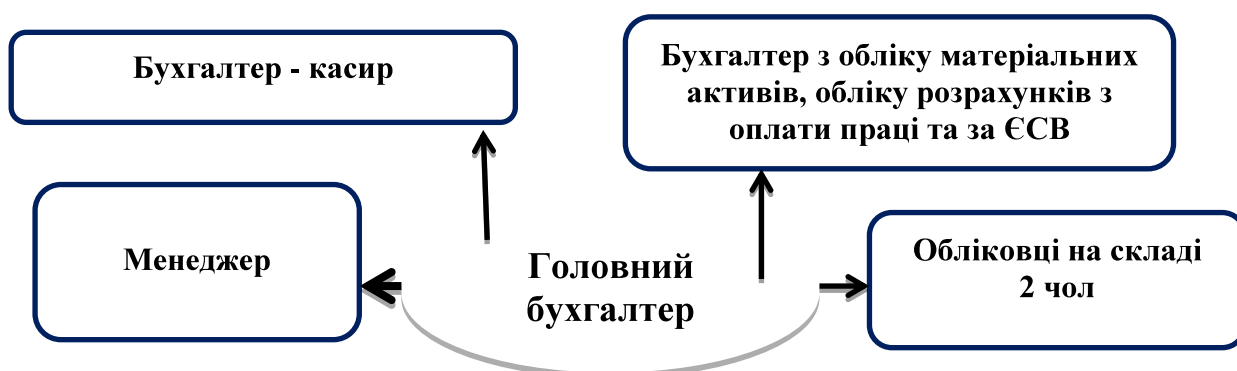 Бухгалтер - касир
Бухгалтер з обліку матеріальних
активів, обліку розрахунків з
оплати праці та за ЄСВ
Менеджер
Головний
бухгалтер
Обліковці на складі
2 чол